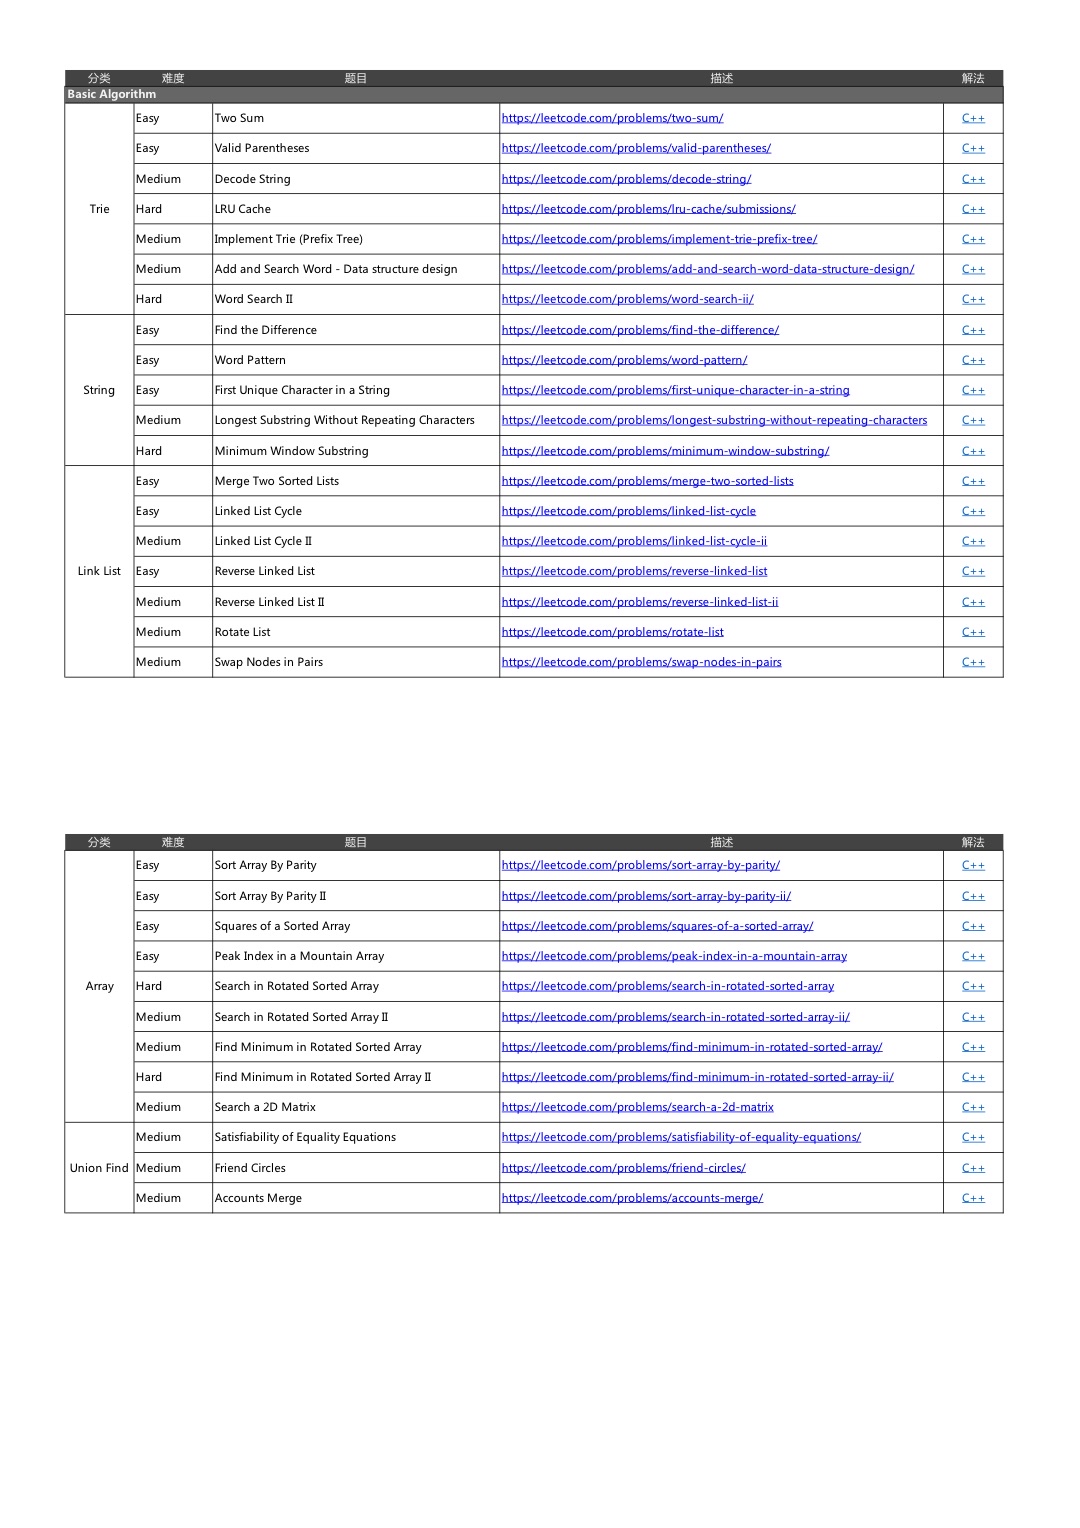 分类 难度 题目 描述 解法
Basic Algorithm
Easy Two Sum https://leetcode.com/problems/two-sum/ C++
Easy Valid Parentheses https://leetcode.com/problems/valid-parentheses/ C++
Medium Decode String https://leetcode.com/problems/decode-string/ C++
Trie Hard LRU Cache https://leetcode.com/problems/lru-cache/submissions/ C++
Medium Implement Trie (Prefix Tree) https://leetcode.com/problems/implement-trie-prefix-tree/ C++
Medium Add and Search Word - Data structure design https://leetcode.com/problems/add-and-search-word-data-structure-design/ C++
Hard Word Search II https://leetcode.com/problems/word-search-ii/ C++
Easy Find the Difference https://leetcode.com/problems/find-the-difference/ C++
Easy Word Pattern https://leetcode.com/problems/word-pattern/ C++
String Easy First Unique Character in a String https://leetcode.com/problems/first-unique-character-in-a-string C++
Medium Longest Substring Without Repeating Characters https://leetcode.com/problems/longest-substring-without-repeating-characters C++
Hard Minimum Window Substring https://leetcode.com/problems/minimum-window-substring/ C++
Easy Merge Two Sorted Lists https://leetcode.com/problems/merge-two-sorted-lists C++
Easy Linked List Cycle https://leetcode.com/problems/linked-list-cycle C++
Medium Linked List Cycle II https://leetcode.com/problems/linked-list-cycle-ii C++
Link List Easy Reverse Linked List https://leetcode.com/problems/reverse-linked-list C++
Medium Reverse Linked List II https://leetcode.com/problems/reverse-linked-list-ii C++
Medium Rotate List https://leetcode.com/problems/rotate-list C++
Medium Swap Nodes in Pairs https://leetcode.com/problems/swap-nodes-in-pairs C++
分类 难度 题目 描述 解法
Easy Sort Array By Parity https://leetcode.com/problems/sort-array-by-parity/ C++
Easy Sort Array By Parity II https://leetcode.com/problems/sort-array-by-parity-ii/ C++
Easy Squares of a Sorted Array https://leetcode.com/problems/squares-of-a-sorted-array/ C++
Easy Peak Index in a Mountain Array https://leetcode.com/problems/peak-index-in-a-mountain-array C++
Array Hard Search in Rotated Sorted Array https://leetcode.com/problems/search-in-rotated-sorted-array C++
Medium Search in Rotated Sorted Array II https://leetcode.com/problems/search-in-rotated-sorted-array-ii/ C++
Medium Find Minimum in Rotated Sorted Array https://leetcode.com/problems/find-minimum-in-rotated-sorted-array/ C++
Hard Find Minimum in Rotated Sorted Array II https://leetcode.com/problems/find-minimum-in-rotated-sorted-array-ii/ C++
Medium Search a 2D Matrix https://leetcode.com/problems/search-a-2d-matrix C++
Medium Satisfiability of Equality Equations https://leetcode.com/problems/satisfiability-of-equality-equations/ C++
Union Find Medium Friend Circles https://leetcode.com/problems/friend-circles/ C++
Medium Accounts Merge https://leetcode.com/problems/accounts-merge/ C++